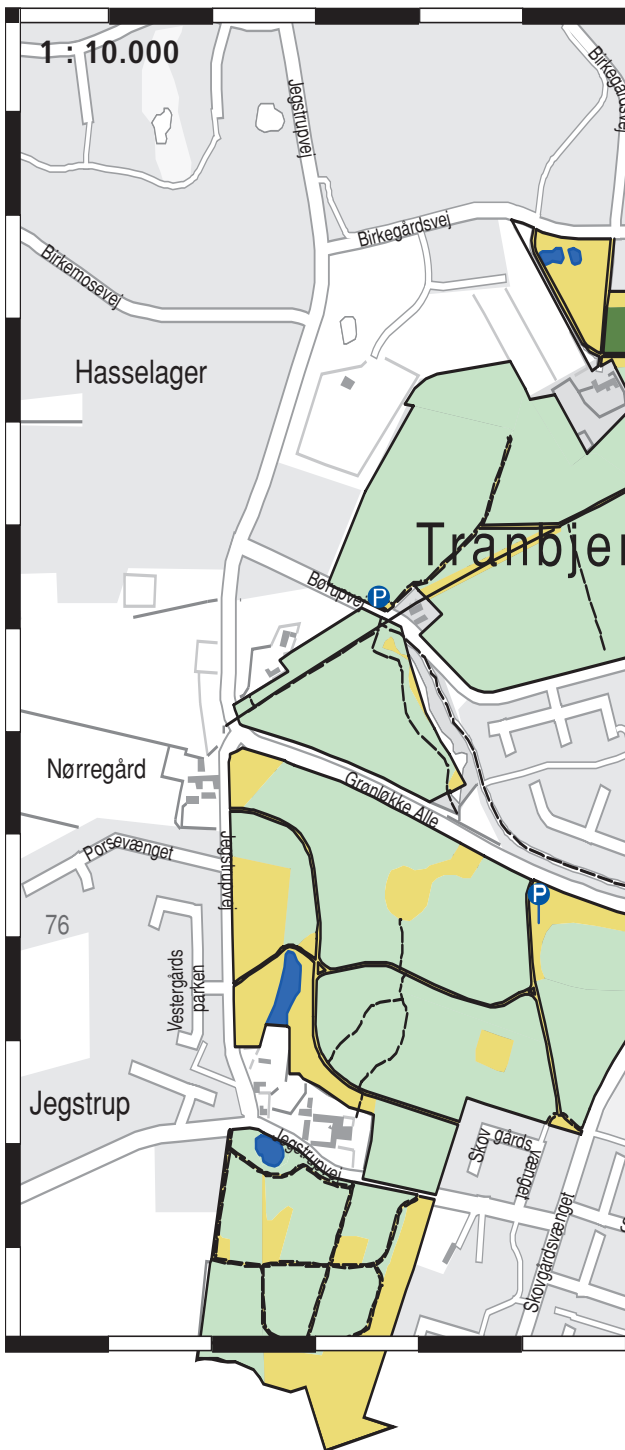 1 : 10.000
Birkegårdsvej
Jegstrupvej
Birkegårdsvej
Birkemosevej
Hasselager
Tranbjer
Børupvej
P
Nørregård
Grønløkke Alle
Porsevænget
Jegstrupvej
P
76
Vestergårds
parken
Jegstrup
Skov gårds
vænget
Jegstrupvej
Skovgårdsvænget